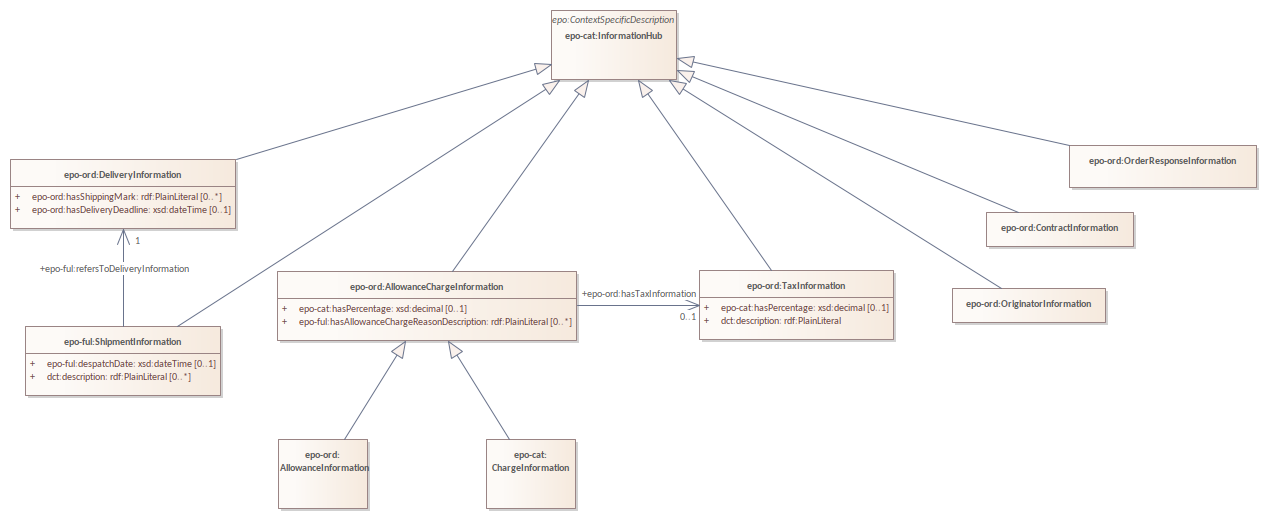 epo:ContextSpecificDescription
epo-cat:InformationHub
epo-ord:OrderResponseInformation
epo-ord:DeliveryInformation
+ epo-ord:hasShippingMark: rdf:PlainLiteral [0..*]
+ epo-ord:hasDeliveryDeadline: xsd:dateTime [0..1]
epo-ord:ContractInformation
1
+epo-ful:refersToDeliveryInformation
epo-ord:AllowanceChargeInformation
+ epo-cat:hasPercentage: xsd:decimal [0..1]
+ epo-ful:hasAllowanceChargeReasonDescription: rdf:PlainLiteral [0..*]
+epo-ord:hasTaxInformation
0..1
epo-ord:TaxInformation
+ epo-cat:hasPercentage: xsd:decimal [0..1]
+ dct:description: rdf:PlainLiteral
epo-ord:OriginatorInformation
epo-ful:ShipmentInformation
+ epo-ful:despatchDate: xsd:dateTime [0..1]
+ dct:description: rdf:PlainLiteral [0..*]
epo-ord:
AllowanceInformation
epo-cat:
ChargeInformation